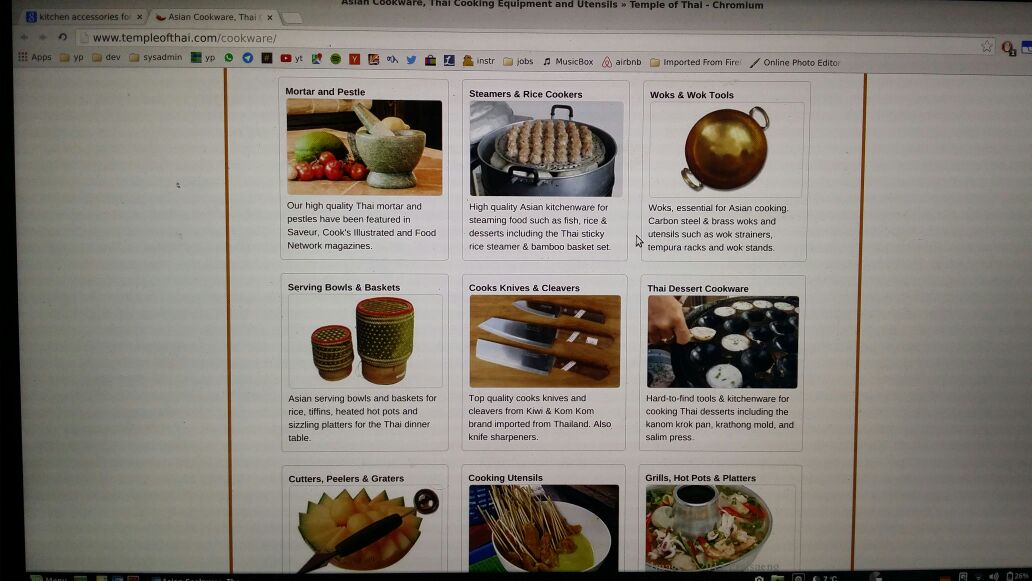 Asian Cookware, Thai Cooking Equipment and Utensils » Temple of Thai - Chromium
kitchen accessories fo
Asian Cookware, Thai C
www.templeofthai.com/cookware/
Apps yp dev sysadmin yp yt instr jobs MusicBox airbnb Imported From Fire Online Photo Editor
Mortar and Pestle
Our high quality Thai mortar and
pestles have been featured in
Saveur, Cook's Illustrated and Food
Network magazines.
Steamers & Rice Cookers
High quality Asian kitchenware for
steaming food such as fish, rice &
desserts including the Thai sticky
rice steamer & bamboo basket set.
Woks & Wok Tools
Woks, essential for Asian cooking.
Carbon steel & brass woks and
utensils such as wok strainers,
tempura racks and wok stands.
Serving Bowls & Baskets
Asian serving bowls and baskets for
rice, tiffins, heated hot pots and
sizzling platters for the Thai dinner
table.
Cooks Knives & Cleavers
Top quality cooks knives and
cleavers from Kiwi & Kom Kom
brand imported from Thailand. Also
knife sharpeners.
Thai Dessert Cookware
Hard-to-find tools & kitchenware for
cooking Thai desserts including the
kanom krok pan, krathong mold, and
salim press.
Cutters, Peelers & Graters
Cooking Utensils
Grills, Hot Pots & Platters
Menu
7°C
26%